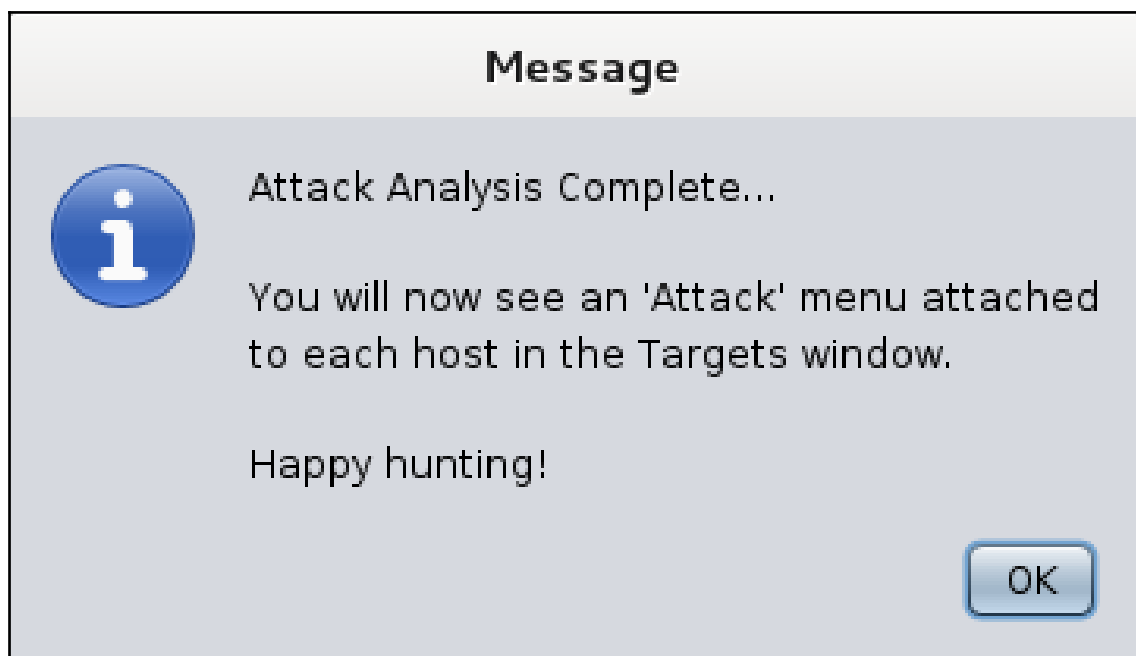 Message
Attack Analysis Complete...
You will now see an 'Attack' menu attached
to each host in the Targets window.
Happy hunting!
OK